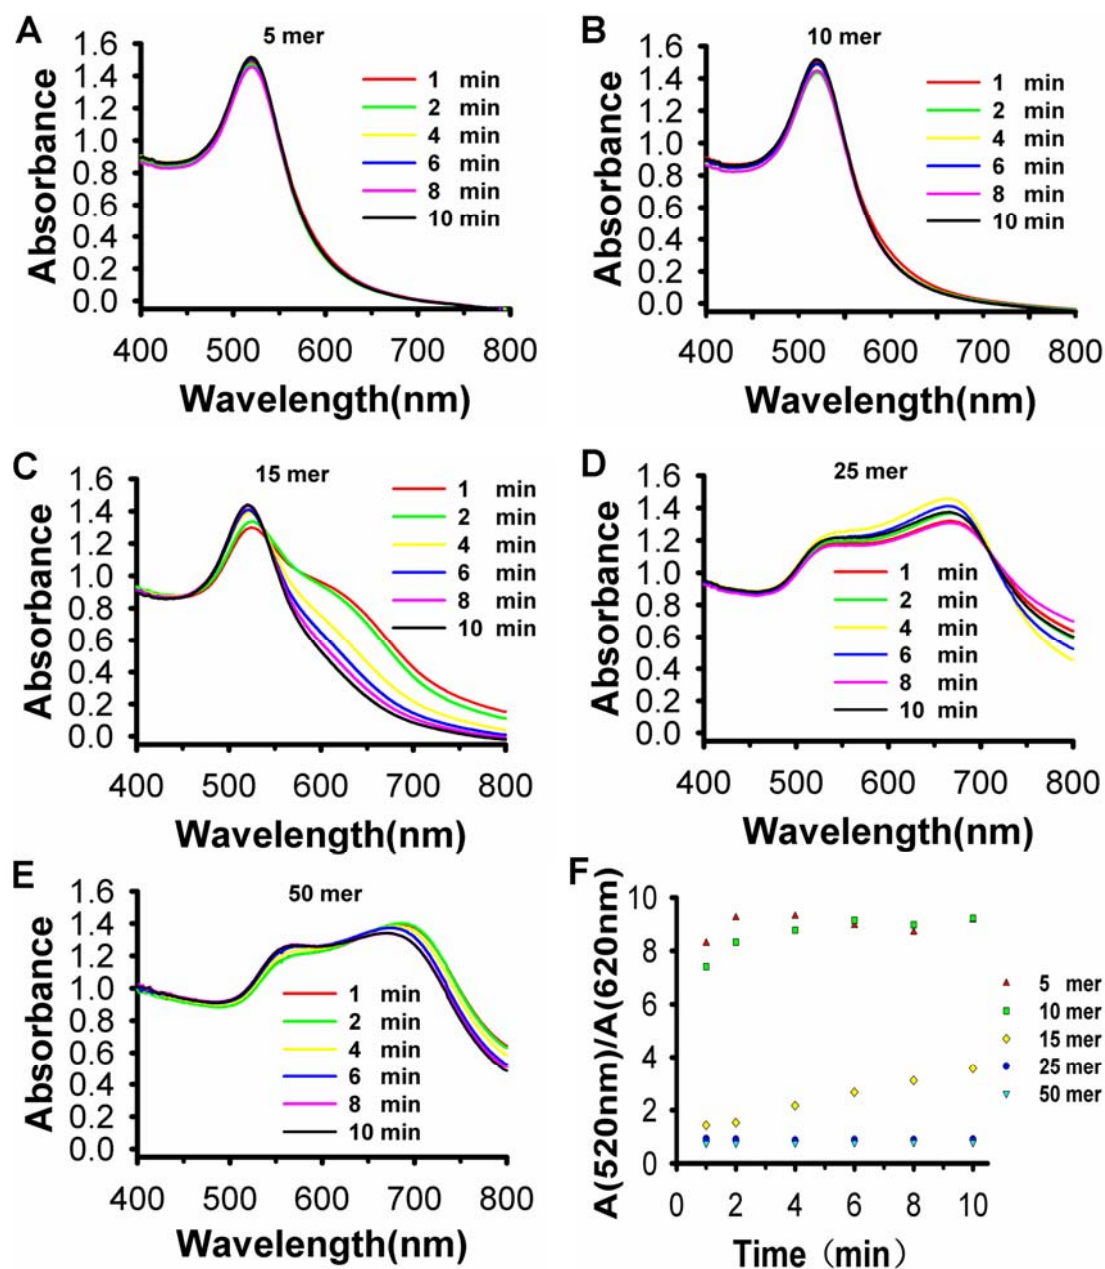 A
5 mer
Absorbance
1.6
1.4
1.2
1.0
0.8
0.6
0.4
0.2
0.0
1 min
2 min
4 min
6 min
8 min
10 min
400 500 600 700 800
Wavelength(nm)
B
10 mer
Absorbance
1.6
1.4
1.2
1.0
0.8
0.6
0.4
0.2
0.0
1 min
2 min
4 min
6 min
8 min
10 min
400 500 600 700 800
Wavelength(nm)
C
15 mer
Absorbance
1.6
1.4
1.2
1.0
0.8
0.6
0.4
0.2
0.0
1 min
2 min
4 min
6 min
8 min
10 min
400 500 600 700 800
Wavelength(nm)
D
25 mer
Absorbance
1.6
1.4
1.2
1.0
0.8
0.6
0.4
0.2
0.0
1 min
2 min
4 min
6 min
8 min
10 min
400 500 600 700 800
Wavelength(nm)
E
50 mer
Absorbance
1.6
1.4
1.2
1.0
0.8
0.6
0.4
0.2
0.0
1 min
2 min
4 min
6 min
8 min
10 min
400 500 600 700 800
Wavelength(nm)
F
A(520nm)/A(620nm)
10
8
6
4
2
0
5 mer
10 mer
15 mer
25 mer
50 mer
0 2 4 6 8 10
Time (min)